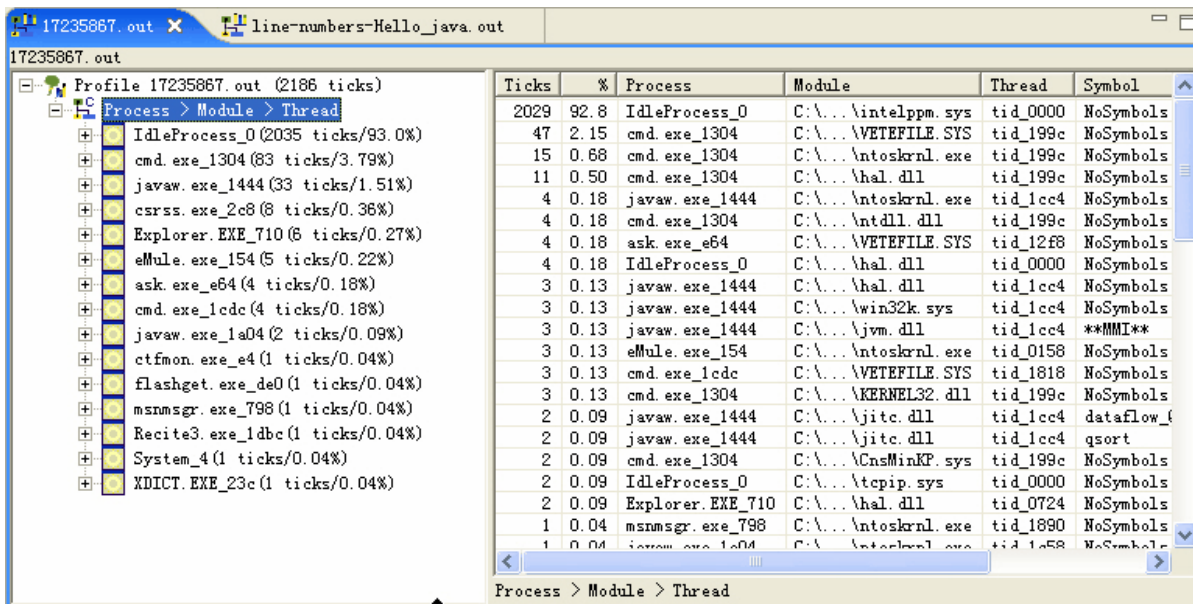 17235867.out line-numbers-Hello_java.out
17235867.out
Profile 17235867.out (2186 ticks)
Process > Module > Thread
IdleProcess_0(2035 ticks/93.0%)
cmd.exe_1304(83 ticks/3.79%)
javaw.exe_1444(33 ticks/1.51%)
csrss.exe_2c8(8 ticks/0.36%)
Explorer.EXE_710(6 ticks/0.27%)
eMule.exe_154(5 ticks/0.22%)
ask.exe_e64(4 ticks/0.18%)
cmd.exe_1cdc(4 ticks/0.18%)
javaw.exe_1a04(2 ticks/0.09%)
ctfmon.exe_e4(1 ticks/0.04%)
flashget.exe_de0(1 ticks/0.04%)
msnmsgr.exe_798(1 ticks/0.04%)
Recite3.exe_1dbc(1 ticks/0.04%)
System_4(1 ticks/0.04%)
XDICT.EXE_23c(1 ticks/0.04%)
Ticks % Process Module Thread Symbol
2029 92.8 IdleProcess_0 C:\...\intelppm.sys tid_0000 NoSymbols
47 2.15 cmd.exe_1304 C:\...\VETEFILE.SYS tid_199c NoSymbols
15 0.68 cmd.exe_1304 C:\...\ntoskrnl.exe tid_199c NoSymbols
11 0.50 cmd.exe_1304 C:\...\hal.dll tid_199c NoSymbols
4 0.18 javaw.exe_1444 C:\...\ntoskrnl.exe tid_1cc4 NoSymbols
4 0.18 cmd.exe_1304 C:\...\ntdll.dll tid_199c NoSymbols
4 0.18 ask.exe_e64 C:\...\VETEFILE.SYS tid_12f8 NoSymbols
4 0.18 IdleProcess_0 C:\...\hal.dll tid_0000 NoSymbols
3 0.13 javaw.exe_1444 C:\...\hal.dll tid_1cc4 NoSymbols
3 0.13 javaw.exe_1444 C:\...\win32k.sys tid_1cc4 NoSymbols
3 0.13 javaw.exe_1444 C:\...\jvm.dll tid_1cc4 **MMI**
3 0.13 eMule.exe_154 C:\...\ntoskrnl.exe tid_0158 NoSymbols
3 0.13 cmd.exe_1cdc C:\...\VETEFILE.SYS tid_1818 NoSymbols
3 0.13 cmd.exe_1304 C:\...\KERNEL32.dll tid_199c NoSymbols
2 0.09 javaw.exe_1444 C:\...\jitc.dll tid_1cc4 dataflow_
2 0.09 javaw.exe_1444 C:\...\jitc.dll tid_1cc4 qsort
2 0.09 cmd.exe_1304 C:\...\CnsMinKP.sys tid_199c NoSymbols
2 0.09 IdleProcess_0 C:\...\tcpip.sys tid_0000 NoSymbols
2 0.09 Explorer.EXE_710 C:\...\hal.dll tid_0724 NoSymbols
1 0.04 msnmsgr.exe_798 C:\...\ntoskrnl.exe tid_1890 NoSymbols
1 0.04 javaw.exe_1a04 C:\...\ntoskrnl.exe tid_1c58 NoSymbols
Process > Module > Thread